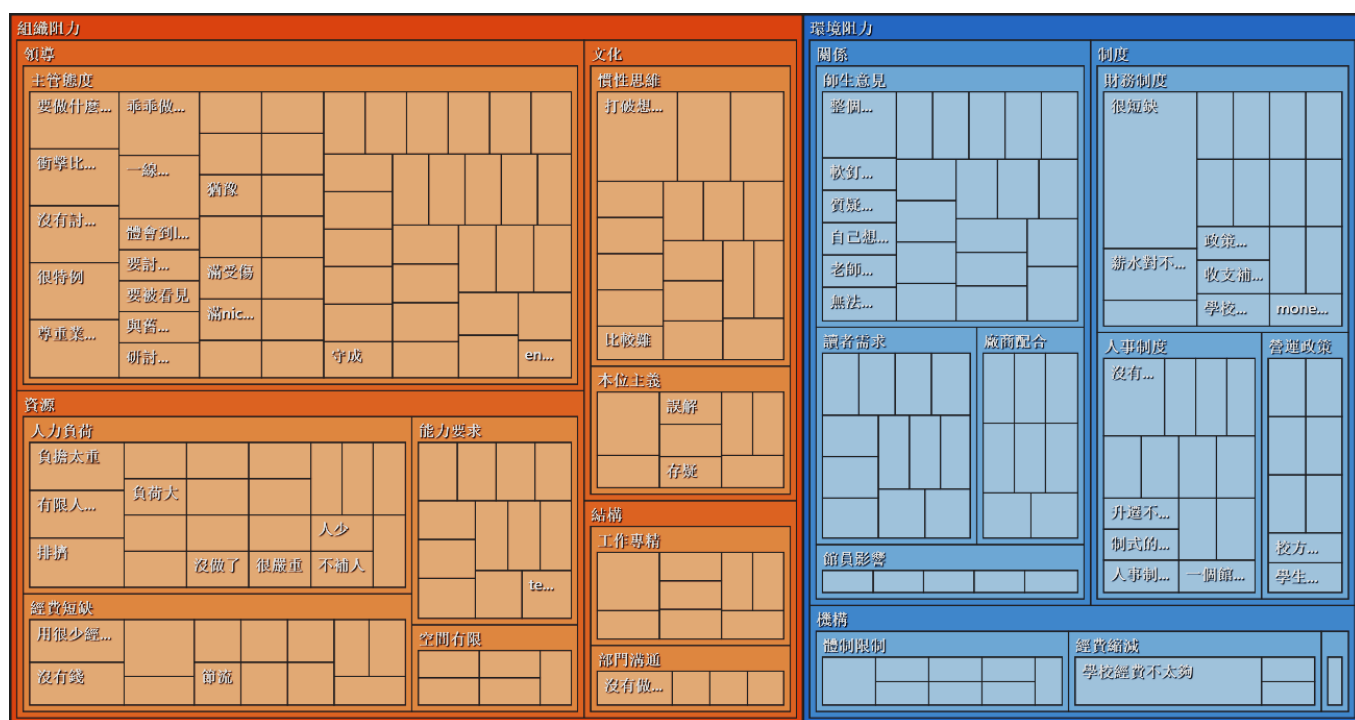 組織阻力
領導
主管態度
要做什麼...
乖乖做...
衝擊比...
一線...
猶豫
沒有討...
體會到l...
要討...
很特例
滿受傷
要被看見
滿nic...
與舊...
尊重業...
研討...
守成
en...
資源
人力負荷
負擔太重
負荷大
有限人...
人少
排擠
沒做了
很嚴重
不補人
能力要求
te...
經費短缺
用很少經...
沒有錢
節流
空間有限
文化
慣性思維
打破想...
比較難
本位主義
誤解
存疑
結構
工作專精
部門溝通
沒有做...
環境阻力
關係
師生意見
整個...
軟釘...
質疑...
自己想...
老師...
無法...
讀者需求
廠商配合
館員影響
制度
財務制度
很短缺
政策...
薪水對不...
收支補...
學校...
mone...
人事制度
沒有...
升遷不...
制式的...
人事制...
一個館...
營運政策
校方...
學生...
機構
體制限制
經費縮減
學校經費不太夠